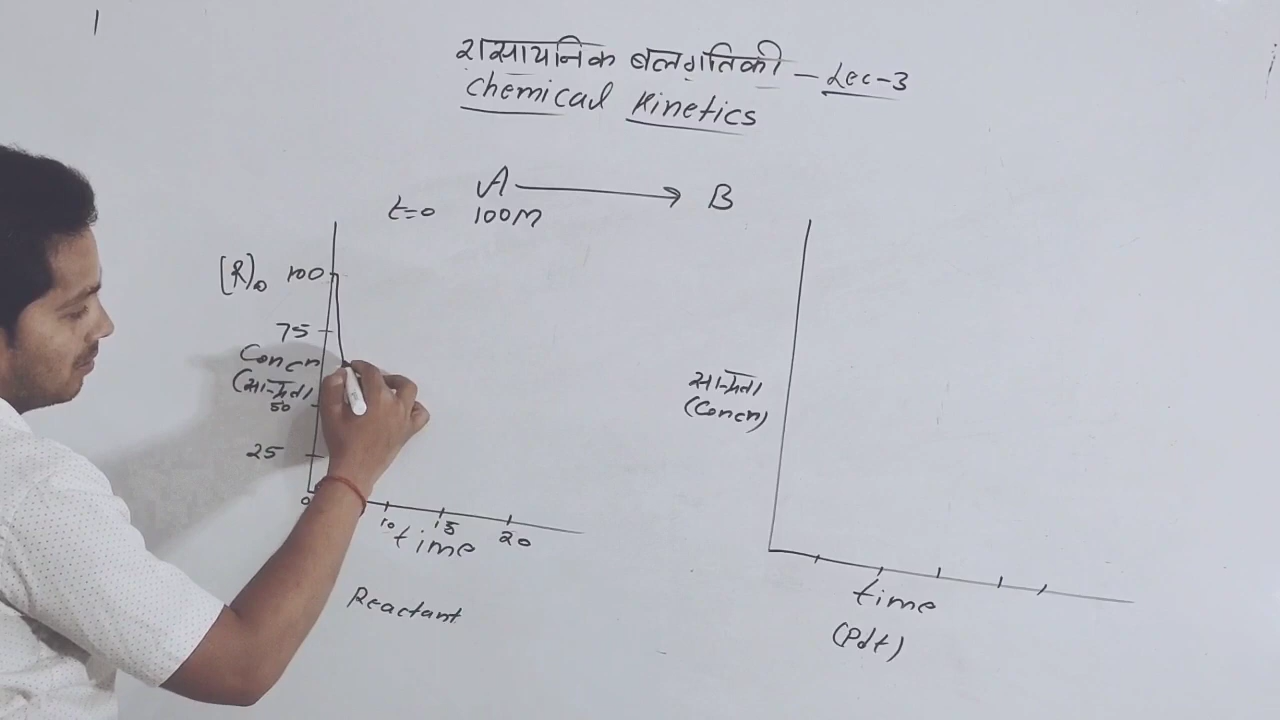 रासायनिक बलगतिकी - Lec-3
Chemical Kinetics
A → B
t=0 100M
[R]₀ 100
75
Concn
(सान्द्रता
50
25
0 10 15 20
time
Reactant
सान्द्रता
(Concn)
time
(Pdt)